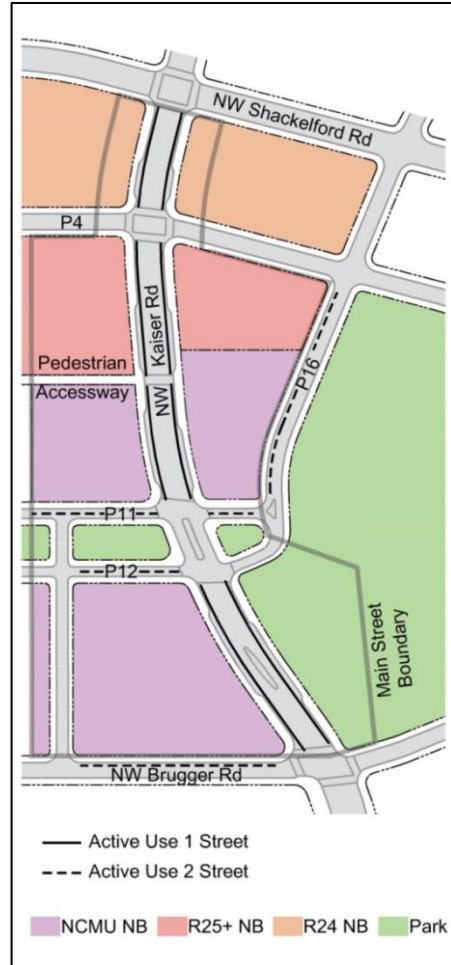 NW Shackelford Rd
P4
NW Kaiser Rd
Pedestrian
Accessway
P16
P11
P12
Main Street
Boundary
NW Brugger Rd
Active Use 1 Street
Active Use 2 Street
NCMU NB R25+ NB R24 NB Park